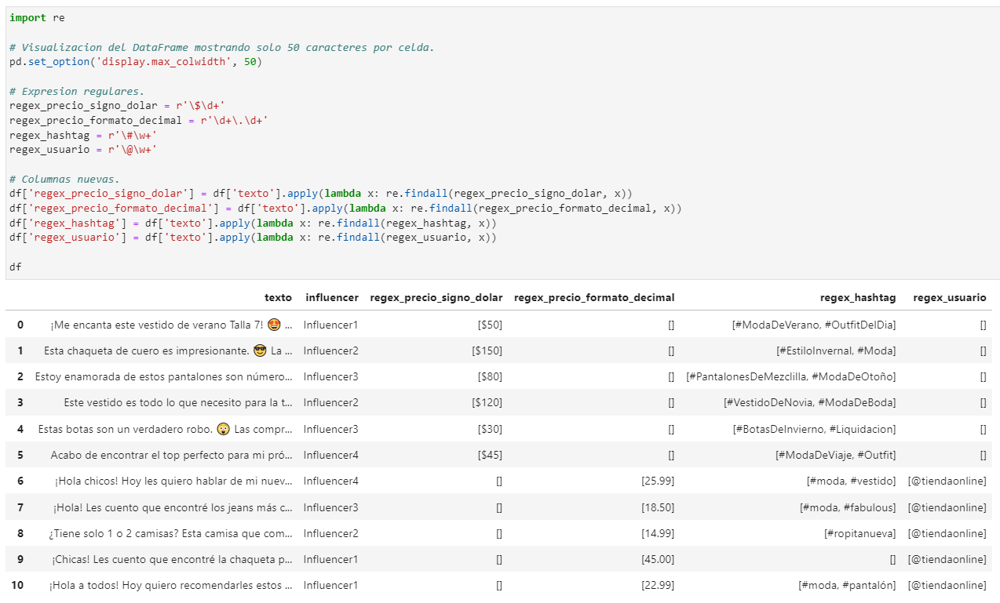 import re
# Visualizacion del DataFrame mostrando solo 50 caracteres por celda.
pd.set_option('display.max_colwidth', 50)
# Expresion regulares.
regex_precio_signo_dolar = r'\$\d+'
regex_precio_formato_decimal = r'\d+\.\d+'
regex_hashtag = r'\#\w+'
regex_usuario = r'\@\w+'
# Columnas nuevas.
df['regex_precio_signo_dolar'] = df['texto'].apply(lambda x: re.findall(regex_precio_signo_dolar, x))
df['regex_precio_formato_decimal'] = df['texto'].apply(lambda x: re.findall(regex_precio_formato_decimal, x))
df['regex_hashtag'] = df['texto'].apply(lambda x: re.findall(regex_hashtag, x))
df['regex_usuario'] = df['texto'].apply(lambda x: re.findall(regex_usuario, x))
df
texto influencer regex_precio_signo_dolar regex_precio_formato_decimal regex_hashtag regex_usuario
0 ¡Me encanta este vestido de verano Talla 7! 😍 ... Influencer1 [$50] [] [#ModaDeVerano, #OutfitDelDia] []
1 Esta chaqueta de cuero es impresionante. 😎 La ... Influencer2 [$150] [] [#EstiloInvernal, #Moda] []
2 Estoy enamorada de estos pantalones son número... Influencer3 [$80] [] [#PantalonesDeMezclilla, #ModaDeOtoño] []
3 Este vestido es todo lo que necesito para la t... Influencer2 [$120] [] [#VestidoDeNovia, #ModaDeBoda] []
4 Estas botas son un verdadero robo. 😲 Las compr... Influencer3 [$30] [] [#BotasDeInvierno, #Liquidacion] []
5 Acabo de encontrar el top perfecto para mi pró... Influencer4 [$45] [] [#ModaDeViaje, #Outfit] []
6 ¡Hola chicos! Hoy les quiero hablar de mi nuev... Influencer4 [] [25.99] [#moda, #vestido] [@tiendaonline]
7 ¡Hola! Les cuento que encontré los jeans más c... Influencer3 [] [18.50] [#moda, #fabulous] [@tiendaonline]
8 ¿Tiene solo 1 o 2 camisas? Esta camisa que com... Influencer2 [] [14.99] [#ropitanueva] [@tiendaonline]
9 ¡Chicas! Les cuento que encontré la chaqueta p... Influencer1 [] [45.00] [] [@tiendaonline]
10 ¡Hola a todos! Hoy quiero recomendarles estos ... Influencer1 [] [22.99] [#moda, #pantalón] [@tiendaonline]